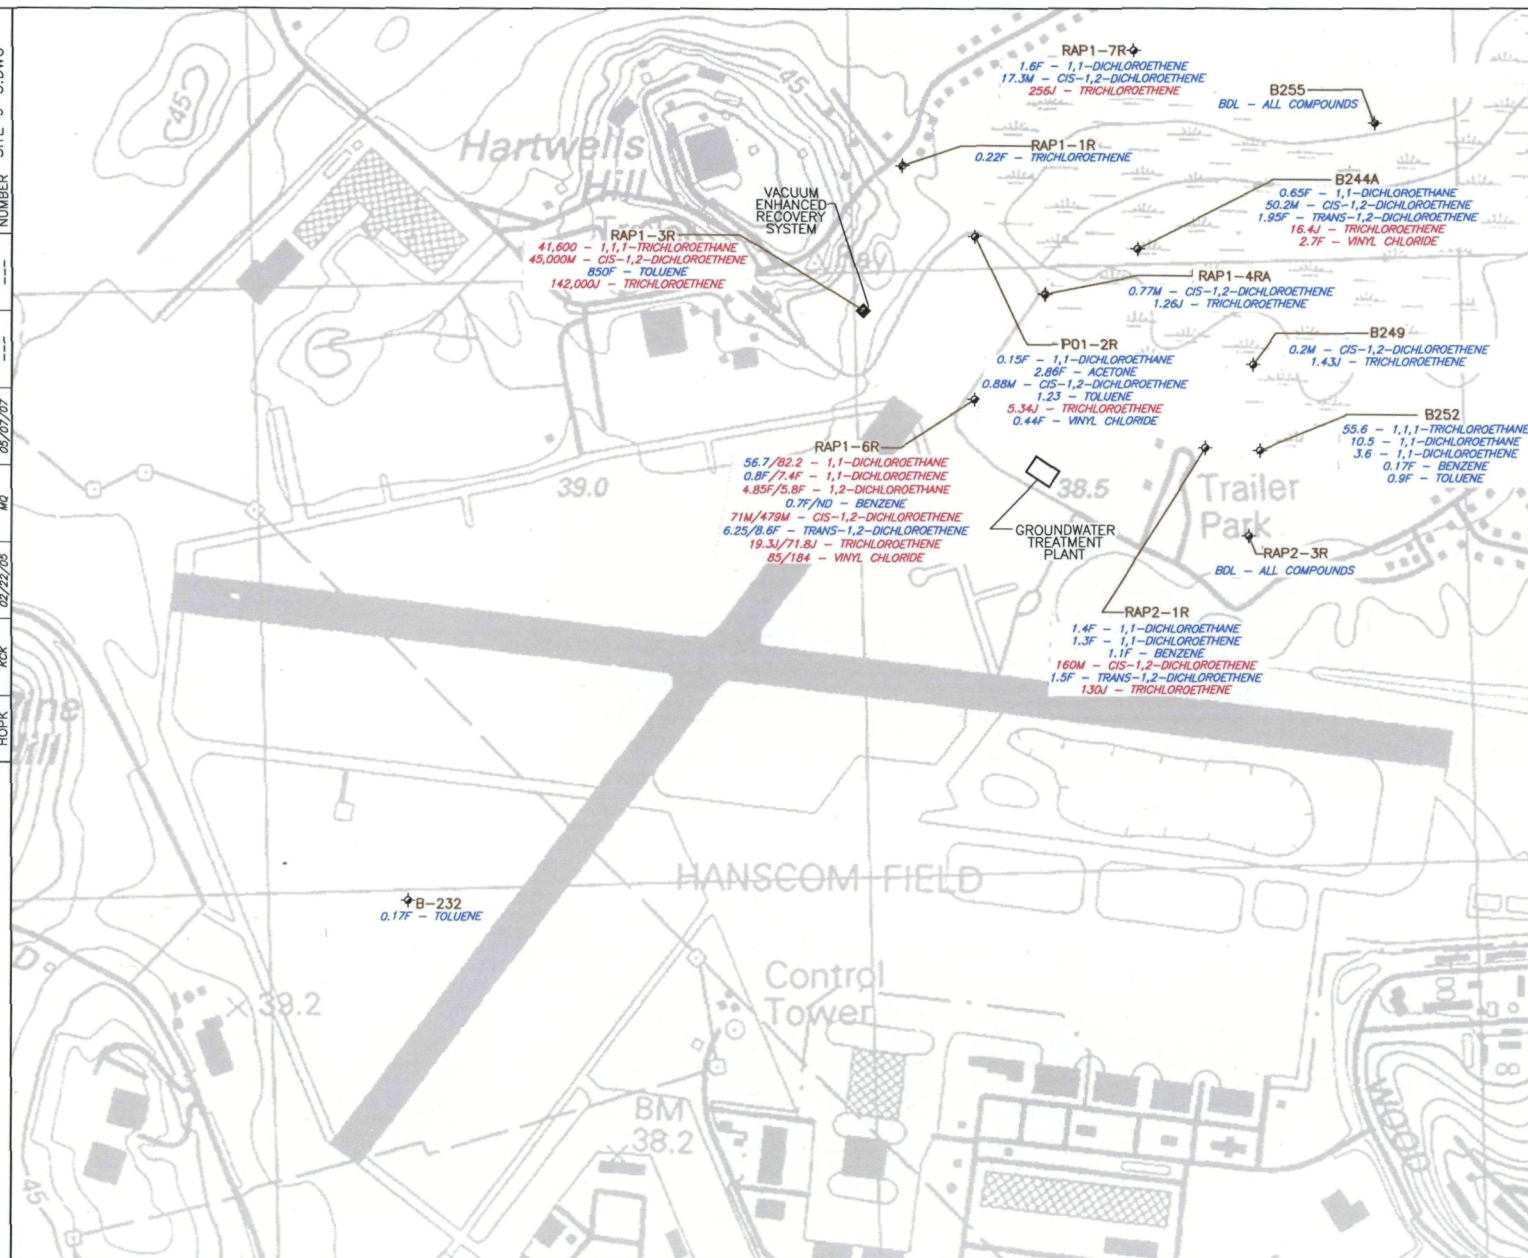 NUMBER
---
---
05/07/07
MQ
02/22/06
KCK
HOPK
45
45
Hartwells
Hill
VACUUM
ENHANCED
RECOVERY
SYSTEM
RAP1-3R
41,600 - 1,1,1-TRICHLOROETHANE
45,000M - CIS-1,2-DICHLOROETHENE
850F - TOLUENE
142,000J - TRICHLOROETHENE
RAP1-7R
1.6F - 1,1-DICHLOROETHENE
17.3M - CIS-1,2-DICHLOROETHENE
256J - TRICHLOROETHENE
B255
BDL - ALL COMPOUNDS
RAP1-1R
0.22F - TRICHLOROETHENE
B244A
0.65F - 1,1-DICHLOROETHANE
50.2M - CIS-1,2-DICHLOROETHENE
1.95F - TRANS-1,2-DICHLOROETHENE
16.4J - TRICHLOROETHENE
2.7F - VINYL CHLORIDE
RAP1-4RA
0.77M - CIS-1,2-DICHLOROETHENE
1.26J - TRICHLOROETHENE
P01-2R
0.15F - 1,1-DICHLOROETHANE
2.86F - ACETONE
0.88M - CIS-1,2-DICHLOROETHENE
1.23 - TOLUENE
5.34J - TRICHLOROETHENE
0.44F - VINYL CHLORIDE
B249
0.2M - CIS-1,2-DICHLOROETHENE
1.43J - TRICHLOROETHENE
B252
55.6 - 1,1,1-TRICHLOROETHANE
10.5 - 1,1-DICHLOROETHANE
3.6 - 1,1-DICHLOROETHENE
0.17F - BENZENE
0.9F - TOLUENE
RAP1-6R
56.7/82.2 - 1,1-DICHLOROETHANE
0.8F/7.4F - 1,1-DICHLOROETHENE
4.85F/5.8F - 1,2-DICHLOROETHANE
0.7F/ND - BENZENE
71M/479M - CIS-1,2-DICHLOROETHENE
6.25/8.6F - TRANS-1,2-DICHLOROETHENE
19.3J/71.8J - TRICHLOROETHENE
85/184 - VINYL CHLORIDE
39.0
38.5
Trailer
Park
GROUNDWATER
TREATMENT
PLANT
RAP2-3R
BDL - ALL COMPOUNDS
RAP2-1R
1.4F - 1,1-DICHLOROETHANE
1.3F - 1,1-DICHLOROETHENE
1.1F - BENZENE
160M - CIS-1,2-DICHLOROETHENE
1.5F - TRANS-1,2-DICHLOROETHENE
130J - TRICHLOROETHENE
HANSCOM FIELD
B-232
0.17F - TOLUENE
39.2
Control
Tower
BM
38.2
WOOD
45